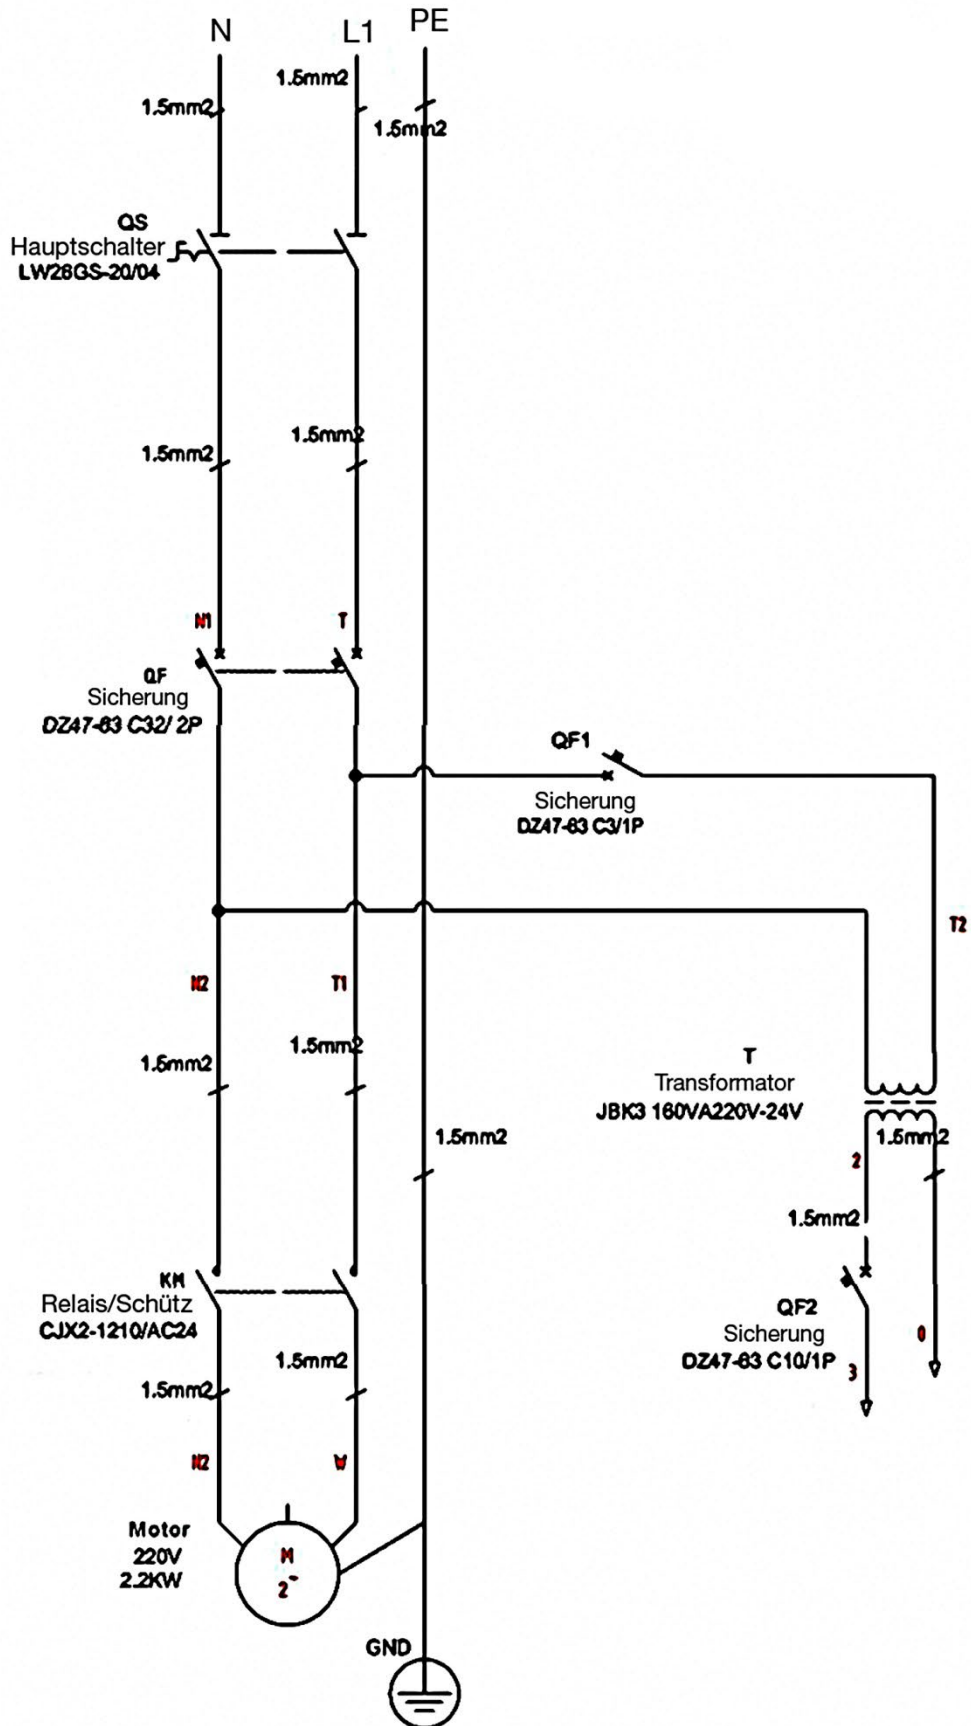 N
L1
PE
1.5mm2
1.5mm2
1.5mm2
QS
Hauptschalter
LW26GS-20/04
1.5mm2
1.5mm2
N1
T
QF
Sicherung
DZ47-63 C32/ 2P
QF1
Sicherung
DZ47-63 C3/1P
N2
T1
T2
1.5mm2
1.5mm2
T
Transformator
JBK3 160VA220V-24V
1.5mm2
1.5mm2
2
1.5mm2
KM
Relais/Schütz
CJX2-1210/AC24
QF2
Sicherung
DZ47-63 C10/1P
0
3
1.5mm2
1.5mm2
N2
W
Motor
220V
2.2KW
M
2~
GND